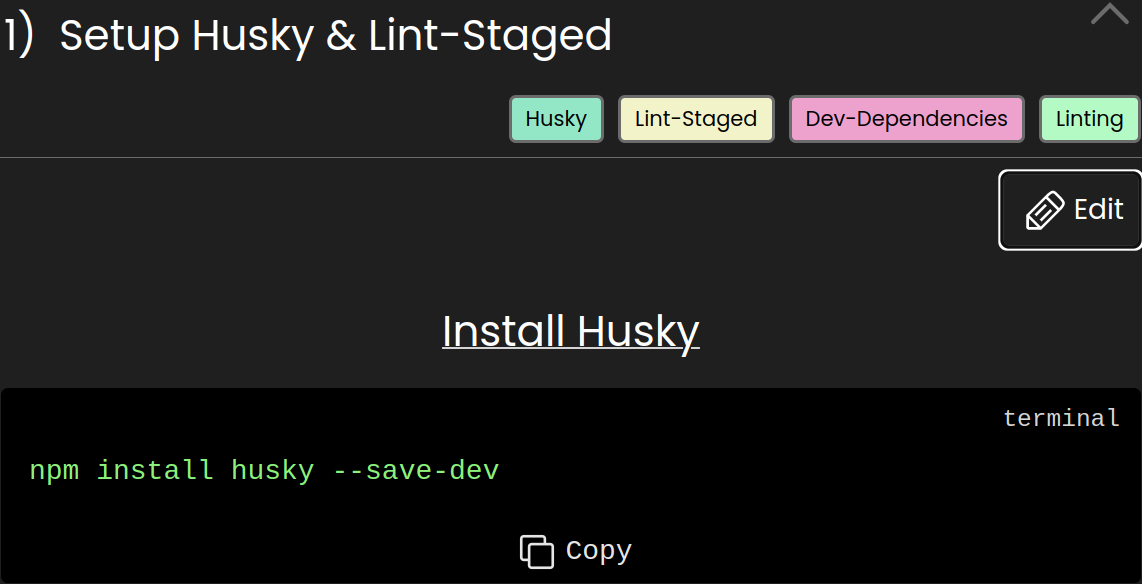 1) Setup Husky & Lint-Staged
Husky Lint-Staged Dev-Dependencies Linting
Edit
Install Husky
terminal
npm install husky --save-dev
Copy